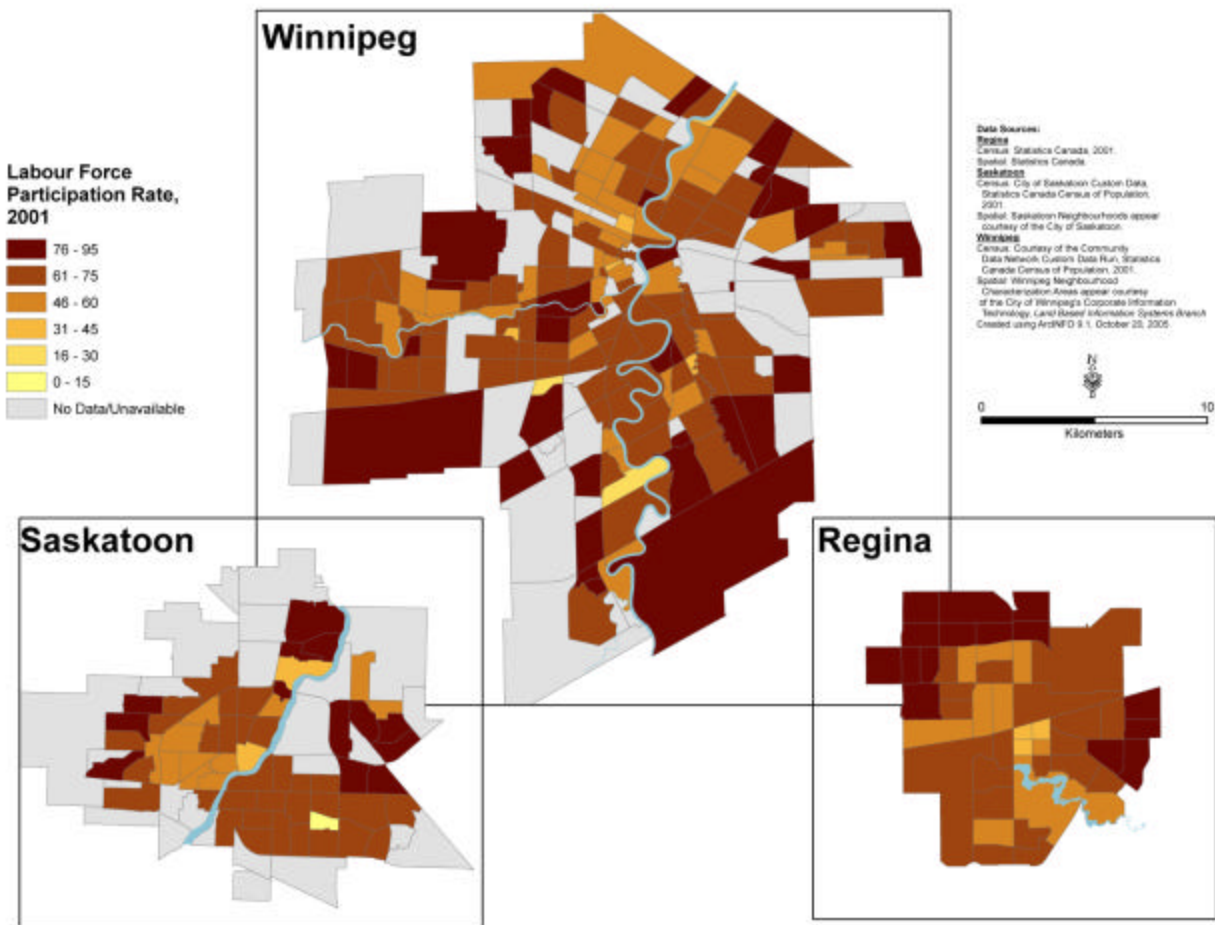 Winnipeg
Labour Force
Participation Rate,
2001
76 - 95
61 - 75
46 - 60
31 - 45
16 - 30
0 - 15
No Data/Unavailable
Data Sources:
Regina
Census: Statistics Canada, 2001.
Spatial: Statistics Canada.
Saskatoon
Census: City of Saskatoon Custom Data,
Statistics Canada Census of Population,
2001.
Spatial: Saskatoon Neighbourhoods appear
courtesy of the City of Saskatoon.
Winnipeg
Census: Courtesy of the Community
Data Network Custom Data Run, Statistics
Canada Census of Population, 2001.
Spatial: Winnipeg Neighbourhood
Characterization Areas appear courtesy
of the City of Winnipeg's Corporate Information
Technology, Land Based Information Systems Branch
Created using ArcINFO 9.1, October 20, 2005.
N
0 10
Kilometers
Saskatoon
Regina